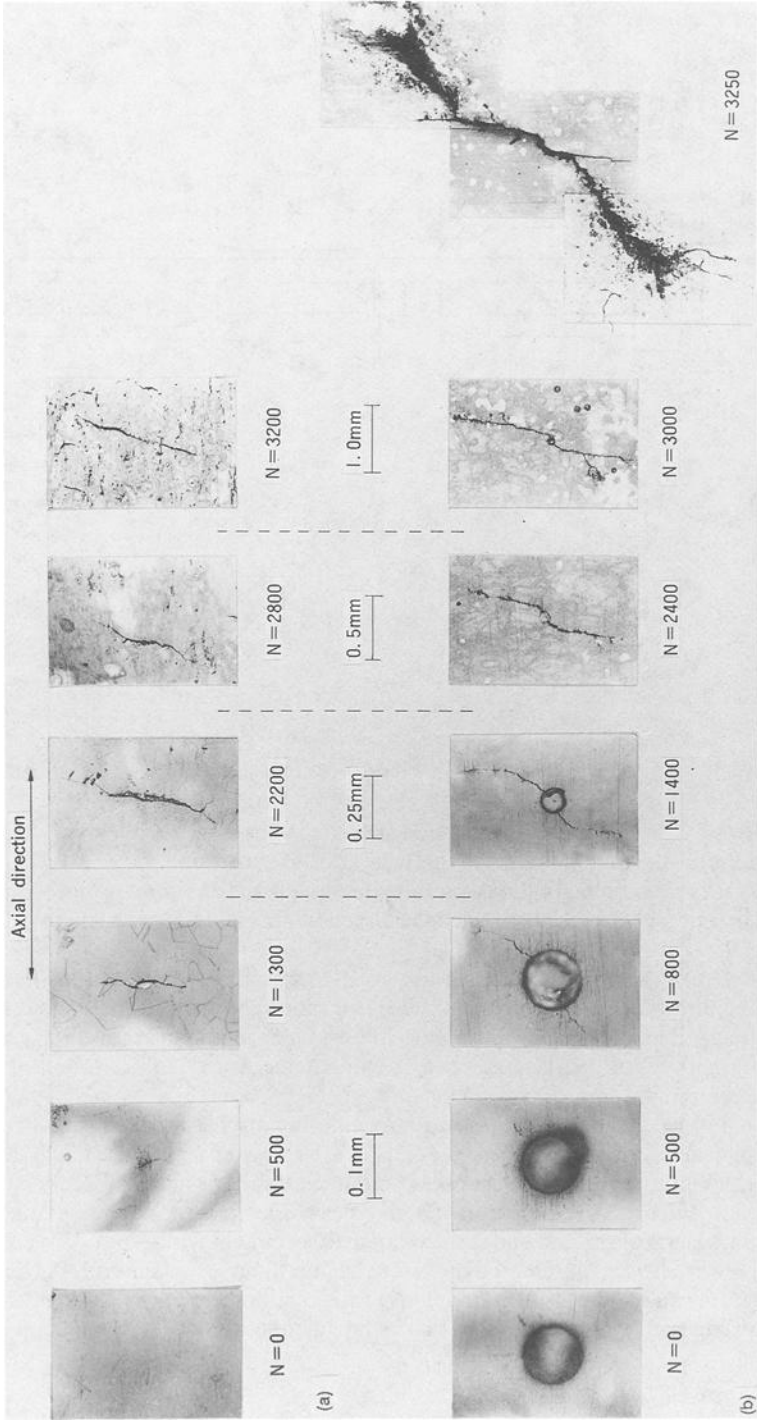 Axial direction
N=0
N=500
N=1300
N=2200
N=2800
N=3200
(a)
0.1mm
0.25mm
0.5mm
1.0mm
N=0
N=500
N=800
N=1400
N=2400
N=3000
N=3250
(b)